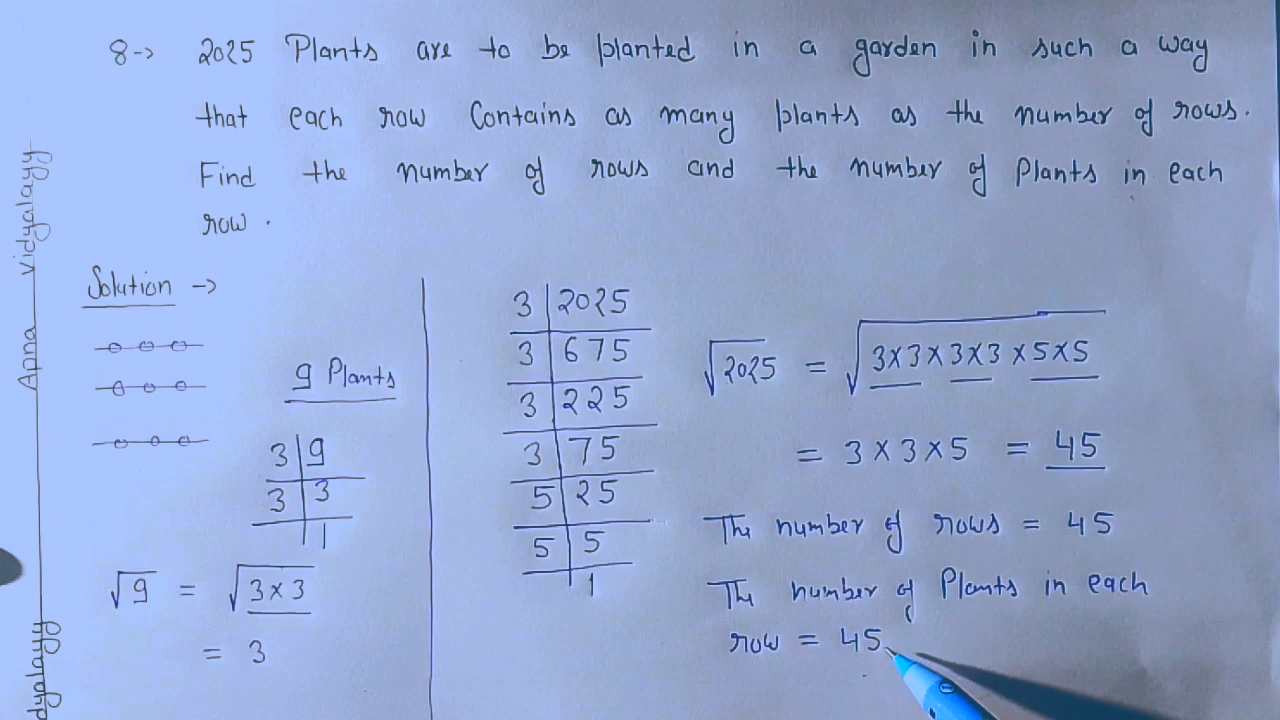 8-> 2025 Plants are to be planted in a garden in such a way
that each row Contains as many plants as the number of rows.
Find the number of rows and the number of Plants in each
row.
Solution ->
9 Plants
3 | 9
3 | 3
1
√9 = √3×3
= 3
3 | 2025
3 | 675
3 | 225
3 | 75
5 | 25
5 | 5
1
√2025 = √3×3×3×3×5×5
= 3×3×5 = 45
The number of rows = 45
The number of Plants in each
row = 45
Apna Vidyalayy
dyalayy